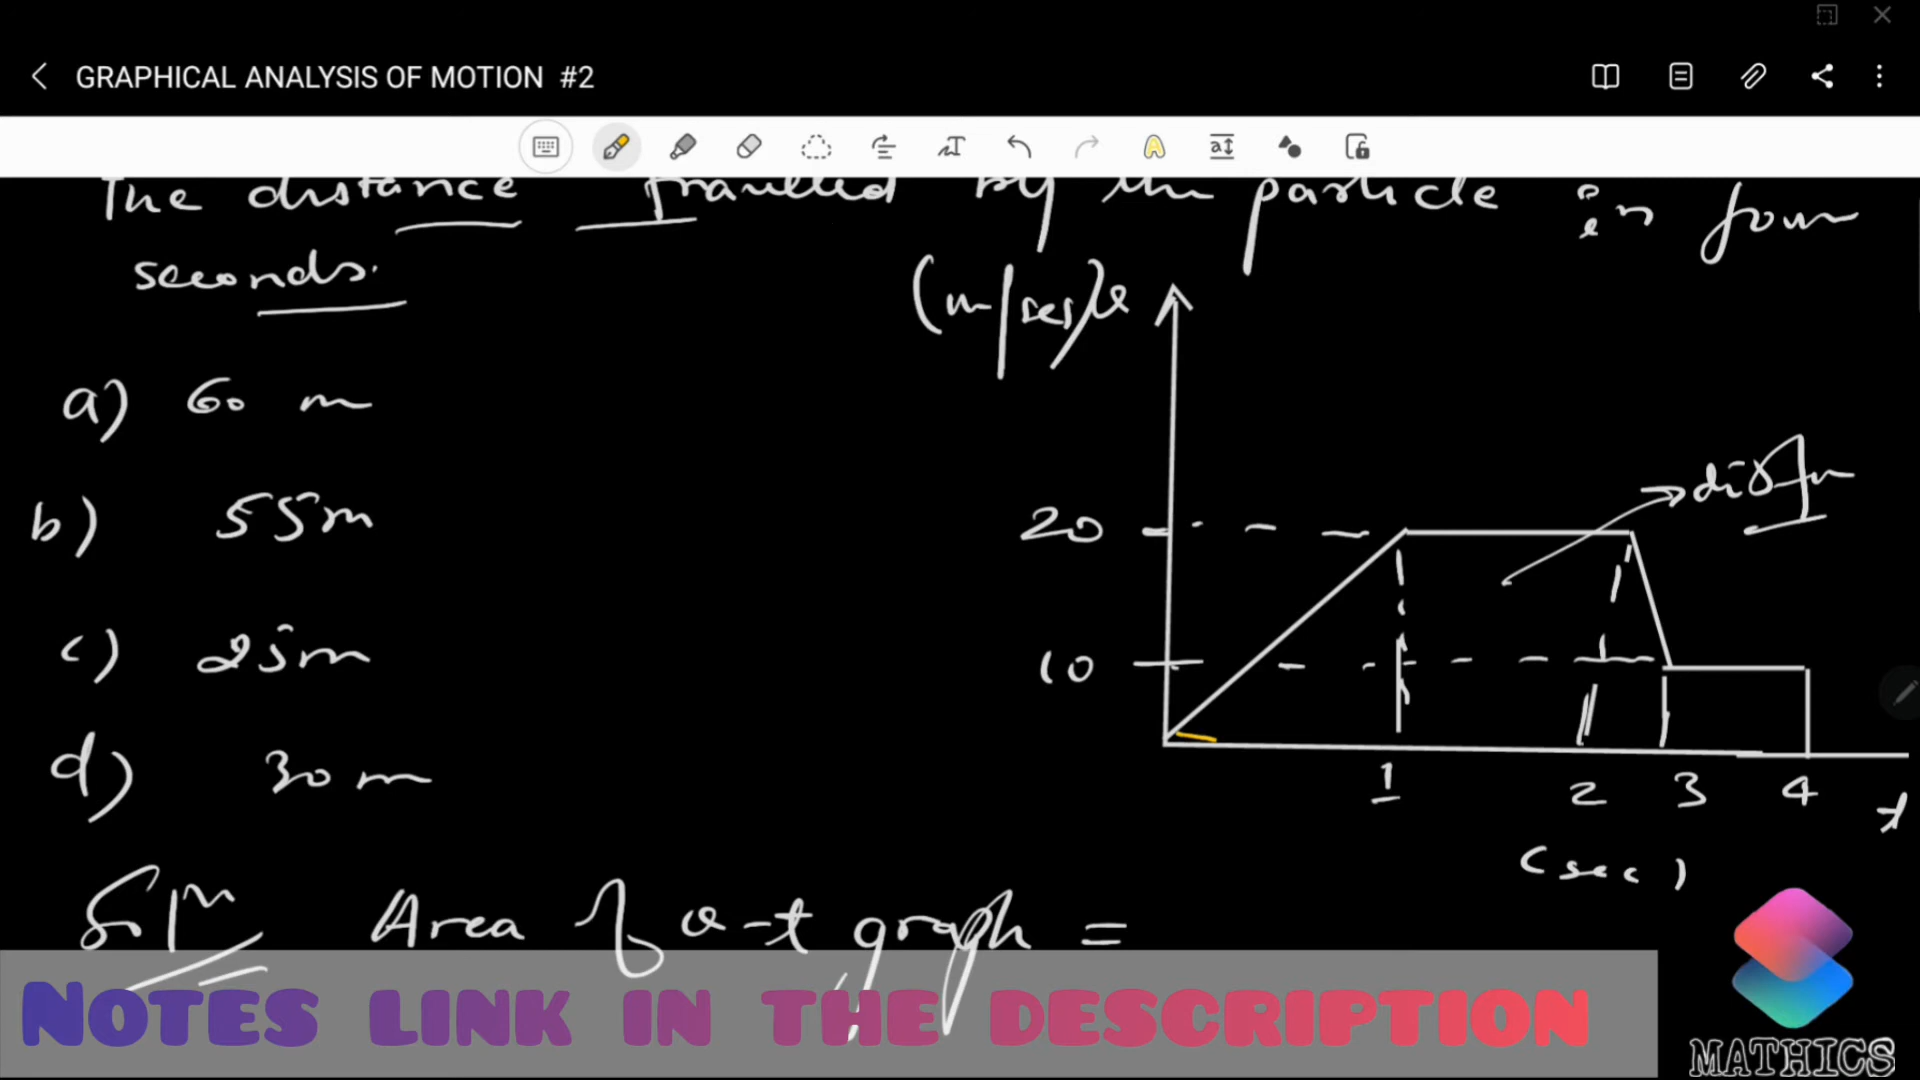 GRAPHICAL ANALYSIS OF MOTION #2
The distance travelled by the particle in four
seconds.
(m/sec) v
a) 60 m
b) 55m
c) 25m
d) 30 m
20
10
1 2 3 4 t
(sec)
Area of v-t graph =
NOTES LINK IN THE DESCRIPTION
MATHICS